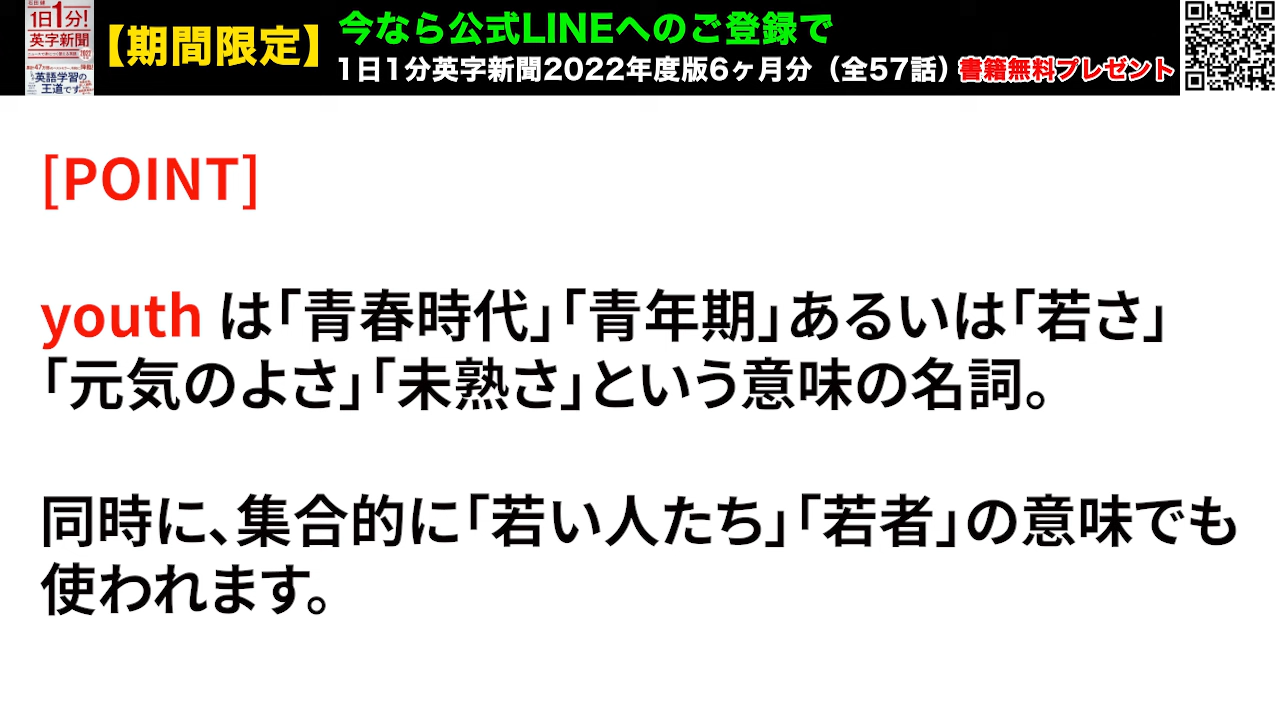 1日1分!
英字新聞
英語学習の
王道です
【期間限定】
今なら公式LINEへのご登録で
1日1分英字新聞2022年度版6ヶ月分（全57話）書籍無料プレゼント
[POINT]
youth は「青春時代」「青年期」あるいは「若さ」
「元気のよさ」「未熟さ」という意味の名詞。
同時に、集合的に「若い人たち」「若者」の意味でも
使われます。